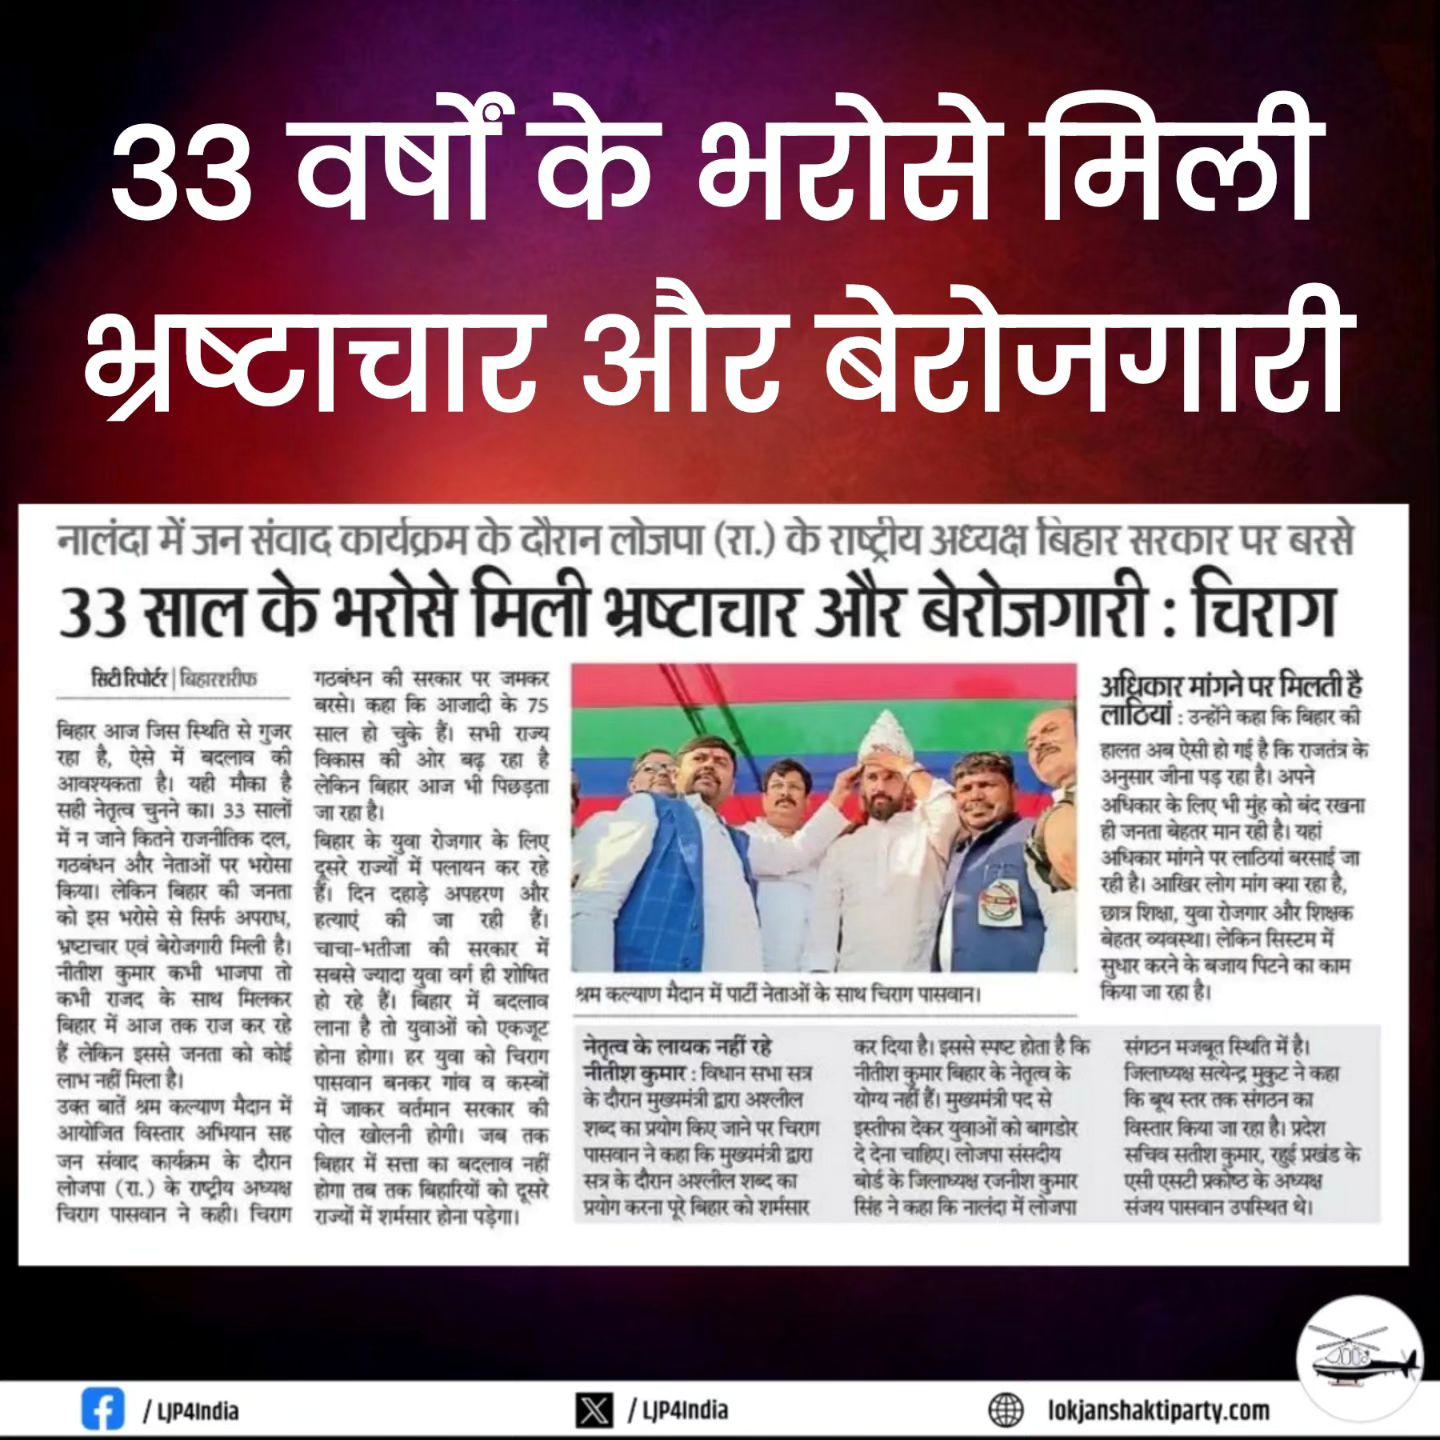 33 वर्षों के भरोसे मिली
भ्रष्टाचार और बेरोजगारी
नालंदा में जन संवाद कार्यक्रम के दौरान लोजपा (रा.) के राष्ट्रीय अध्यक्ष बिहार सरकार पर बरसे
33 साल के भरोसे मिली भ्रष्टाचार और बेरोजगारी : चिराग
सिटी रिपोर्टर | बिहारशरीफ
बिहार आज जिस स्थिति से गुजर
रहा है, ऐसे में बदलाव की
आवश्यकता है। यही मौका है
सही नेतृत्व चुनने का। 33 सालों
में न जाने कितने राजनीतिक दल,
गठबंधन और नेताओं पर भरोसा
किया। लेकिन बिहार की जनता
को इस भरोसे से सिर्फ अपराध,
भ्रष्टाचार एवं बेरोजगारी मिली है।
नीतीश कुमार कभी भाजपा तो
कभी राजद के साथ मिलकर
बिहार में आज तक राज कर रहे
हैं लेकिन इससे जनता को कोई
लाभ नहीं मिला है।
उक्त बातें श्रम कल्याण मैदान में
आयोजित विस्तार अभियान सह
जन संवाद कार्यक्रम के दौरान
लोजपा (रा.) के राष्ट्रीय अध्यक्ष
चिराग पासवान ने कही। चिराग
गठबंधन की सरकार पर जमकर
बरसे। कहा कि आजादी के 75
साल हो चुके हैं। सभी राज्य
विकास की ओर बढ़ रहा है
लेकिन बिहार आज भी पिछड़ता
जा रहा है।
बिहार के युवा रोजगार के लिए
दूसरे राज्यों में पलायन कर रहे
हैं। दिन दहाड़े अपहरण और
हत्याएं की जा रही हैं।
चाचा-भतीजा की सरकार में
सबसे ज्यादा युवा वर्ग ही शोषित
हो रहे हैं। बिहार में बदलाव
लाना है तो युवाओं को एकजूट
होना होगा। हर युवा को चिराग
पासवान बनकर गांव व कस्बों
में जाकर वर्तमान सरकार की
पोल खोलनी होगी। जब तक
बिहार में सत्ता का बदलाव नहीं
होगा तब तक बिहारियों को दूसरे
राज्यों में शर्मसार होना पड़ेगा।
श्रम कल्याण मैदान में पार्टी नेताओं के साथ चिराग पासवान।
अधिकार मांगने पर मिलती है
लाठियां : उन्होंने कहा कि बिहार की
हालत अब ऐसी हो गई है कि राजतंत्र के
अनुसार जीना पड़ रहा है। अपने
अधिकार के लिए भी मुंह को बंद रखना
ही जनता बेहतर मान रही है। यहां
अधिकार मांगने पर लाठियां बरसाई जा
रही है। आखिर लोग मांग क्या रहा है,
छात्र शिक्षा, युवा रोजगार और शिक्षक
बेहतर व्यवस्था। लेकिन सिस्टम में
सुधार करने के बजाय पिटने का काम
किया जा रहा है।
नेतृत्व के लायक नहीं रहे
नीतीश कुमार : विधान सभा सत्र
के दौरान मुख्यमंत्री द्वारा अश्लील
शब्द का प्रयोग किए जाने पर चिराग
पासवान ने कहा कि मुख्यमंत्री द्वारा
सत्र के दौरान अश्लील शब्द का
प्रयोग करना पूरे बिहार को शर्मसार
कर दिया है। इससे स्पष्ट होता है कि
नीतीश कुमार बिहार के नेतृत्व के
योग्य नहीं हैं। मुख्यमंत्री पद से
इस्तीफा देकर युवाओं को बागडोर
दे देना चाहिए। लोजपा संसदीय
बोर्ड के जिलाध्यक्ष रजनीश कुमार
सिंह ने कहा कि नालंदा में लोजपा
संगठन मजबूत स्थिति में है।
जिलाध्यक्ष सत्येन्द्र मुकुट ने कहा
कि बूथ स्तर तक संगठन का
विस्तार किया जा रहा है। प्रदेश
सचिव सतीश कुमार, रहुई प्रखंड के
एसी एसटी प्रकोष्ठ के अध्यक्ष
संजय पासवान उपस्थित थे।
/ LJP4India
/ LJP4India
lokjanshaktiparty.com